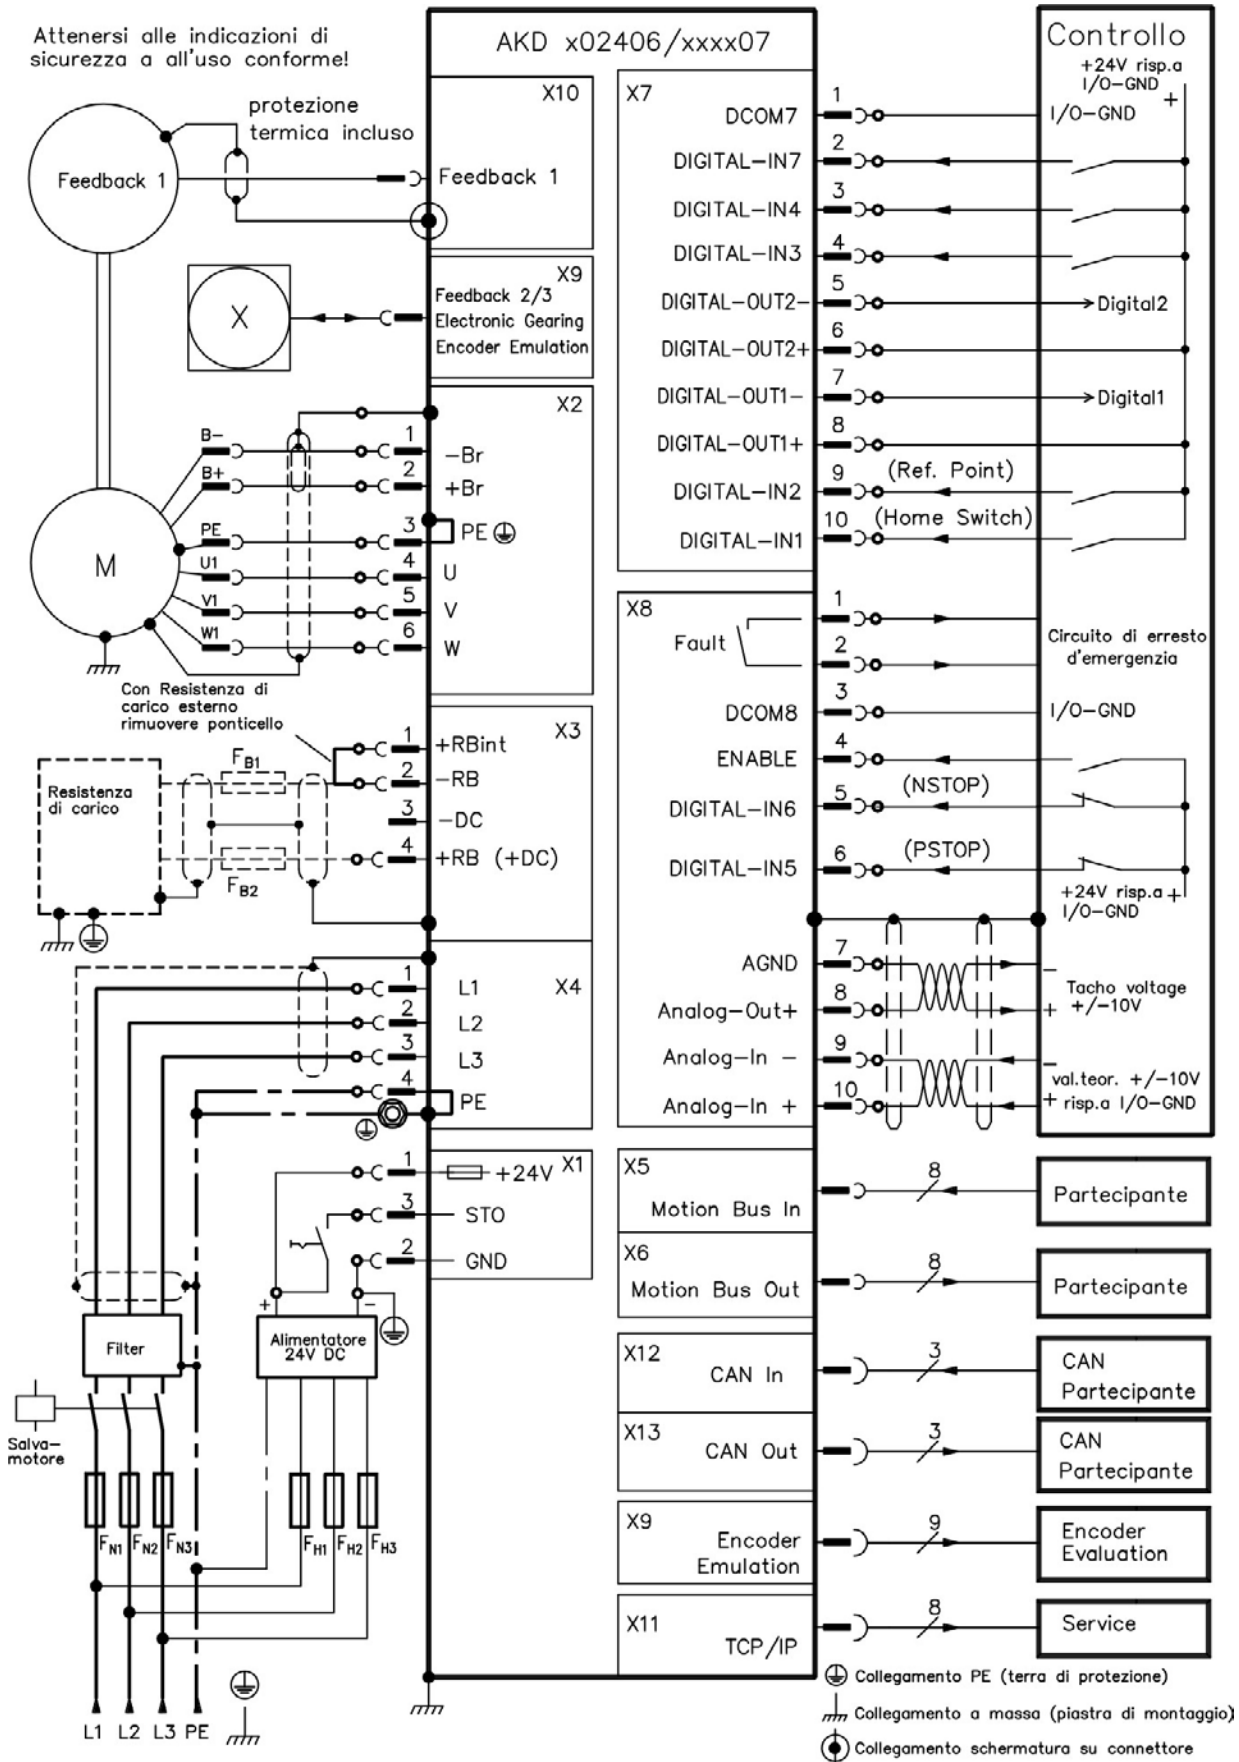 Attenersi alle indicazioni di
sicurezza a all'uso conforme!
AKD x02406/xxxx07
Controllo
+24V risp.a
I/O-GND
+
protezione
termica incluso
Feedback 1
X10
Feedback 1
X9
Feedback 2/3
Electronic Gearing
Encoder Emulation
X
X2
B-
1
-Br
B+
2
+Br
PE
3
PE
U1
4
U
V1
5
V
W1
6
W
M
Con Resistenza di
carico esterno
rimuovere ponticello
X3
1
+RBint
FB1
2
-RB
Resistenza
di carico
3
-DC
4
+RB (+DC)
FB2
X4
1
L1
2
L2
3
L3
4
PE
X1
1
+24V
3
STO
2
GND
+
-
Filter
Alimentatore
24V DC
Salva-
motore
FN1
FN2
FN3
FH1
FH2
FH3
L1
L2
L3
PE
X7
DCOM7
1
I/O-GND
DIGITAL-IN7
2
DIGITAL-IN4
3
DIGITAL-IN3
4
DIGITAL-OUT2-
5
Digital2
DIGITAL-OUT2+
6
DIGITAL-OUT1-
7
Digital1
DIGITAL-OUT1+
8
DIGITAL-IN2
9
(Ref. Point)
DIGITAL-IN1
10
(Home Switch)
X8
Fault
1
2
Circuito di erresto
d'emergenzia
DCOM8
3
I/O-GND
ENABLE
4
DIGITAL-IN6
5
(NSTOP)
DIGITAL-IN5
6
(PSTOP)
+24V risp.a +
I/O-GND
AGND
7
-
Tacho voltage
+/-10V
Analog-Out+
8
+
Analog-In -
9
-
val.teor. +/-10V
risp.a I/O-GND
Analog-In +
10
+
X5
Motion Bus In
8
Partecipante
X6
Motion Bus Out
8
Partecipante
X12
CAN In
3
CAN
Partecipante
X13
CAN Out
3
CAN
Partecipante
X9
Encoder
Emulation
9
Encoder
Evaluation
X11
TCP/IP
8
Service
Collegamento PE (terra di protezione)
Collegamento a massa (piastra di montaggio)
Collegamento schermatura su connettore